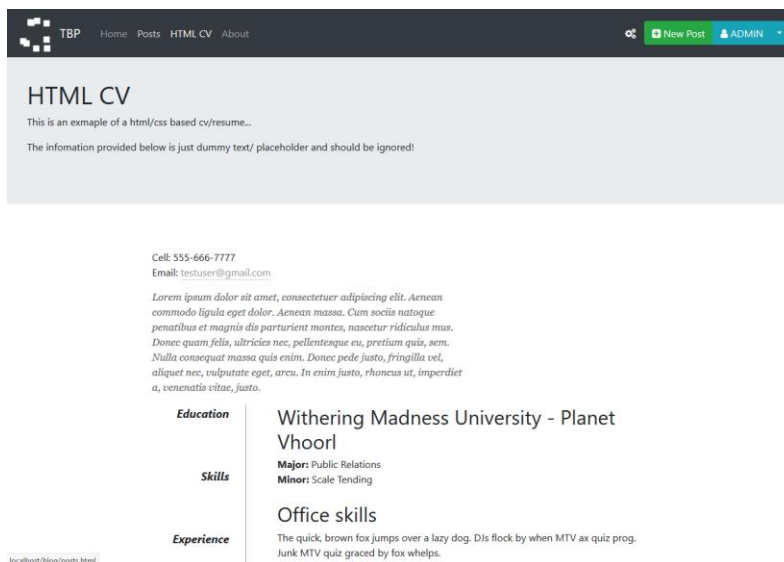 TBP Home Posts HTML CV About New Post ADMIN
HTML CV
This is an exmaple of a html/css based cv/resume...
The infomation provided below is just dummy text/ placeholder and should be ignored!
Cell: 555-666-7777
Email: testuser@gmail.com
Lorem ipsum dolor sit amet, consectetuer adipiscing elit. Aenean
commodo ligula eget dolor. Aenean massa. Cum sociis natoque
penatibus et magnis dis parturient montes, nascetur ridiculus mus.
Donec quam felis, ultricies nec, pellentesque eu, pretium quis, sem.
Nulla consequat massa quis enim. Donec pede justo, fringilla vel,
aliquet nec, vulputate eget, arcu. In enim justo, rhoncus ut, imperdiet
a, venenatis vitae, justo.
Education
Withering Madness University - Planet
Vhoorl
Major: Public Relations
Minor: Scale Tending
Skills
Office skills
Experience
The quick, brown fox jumps over a lazy dog. DJs flock by when MTV ax quiz prog.
Junk MTV quiz graced by fox whelps.
localhost/blog/posts.html